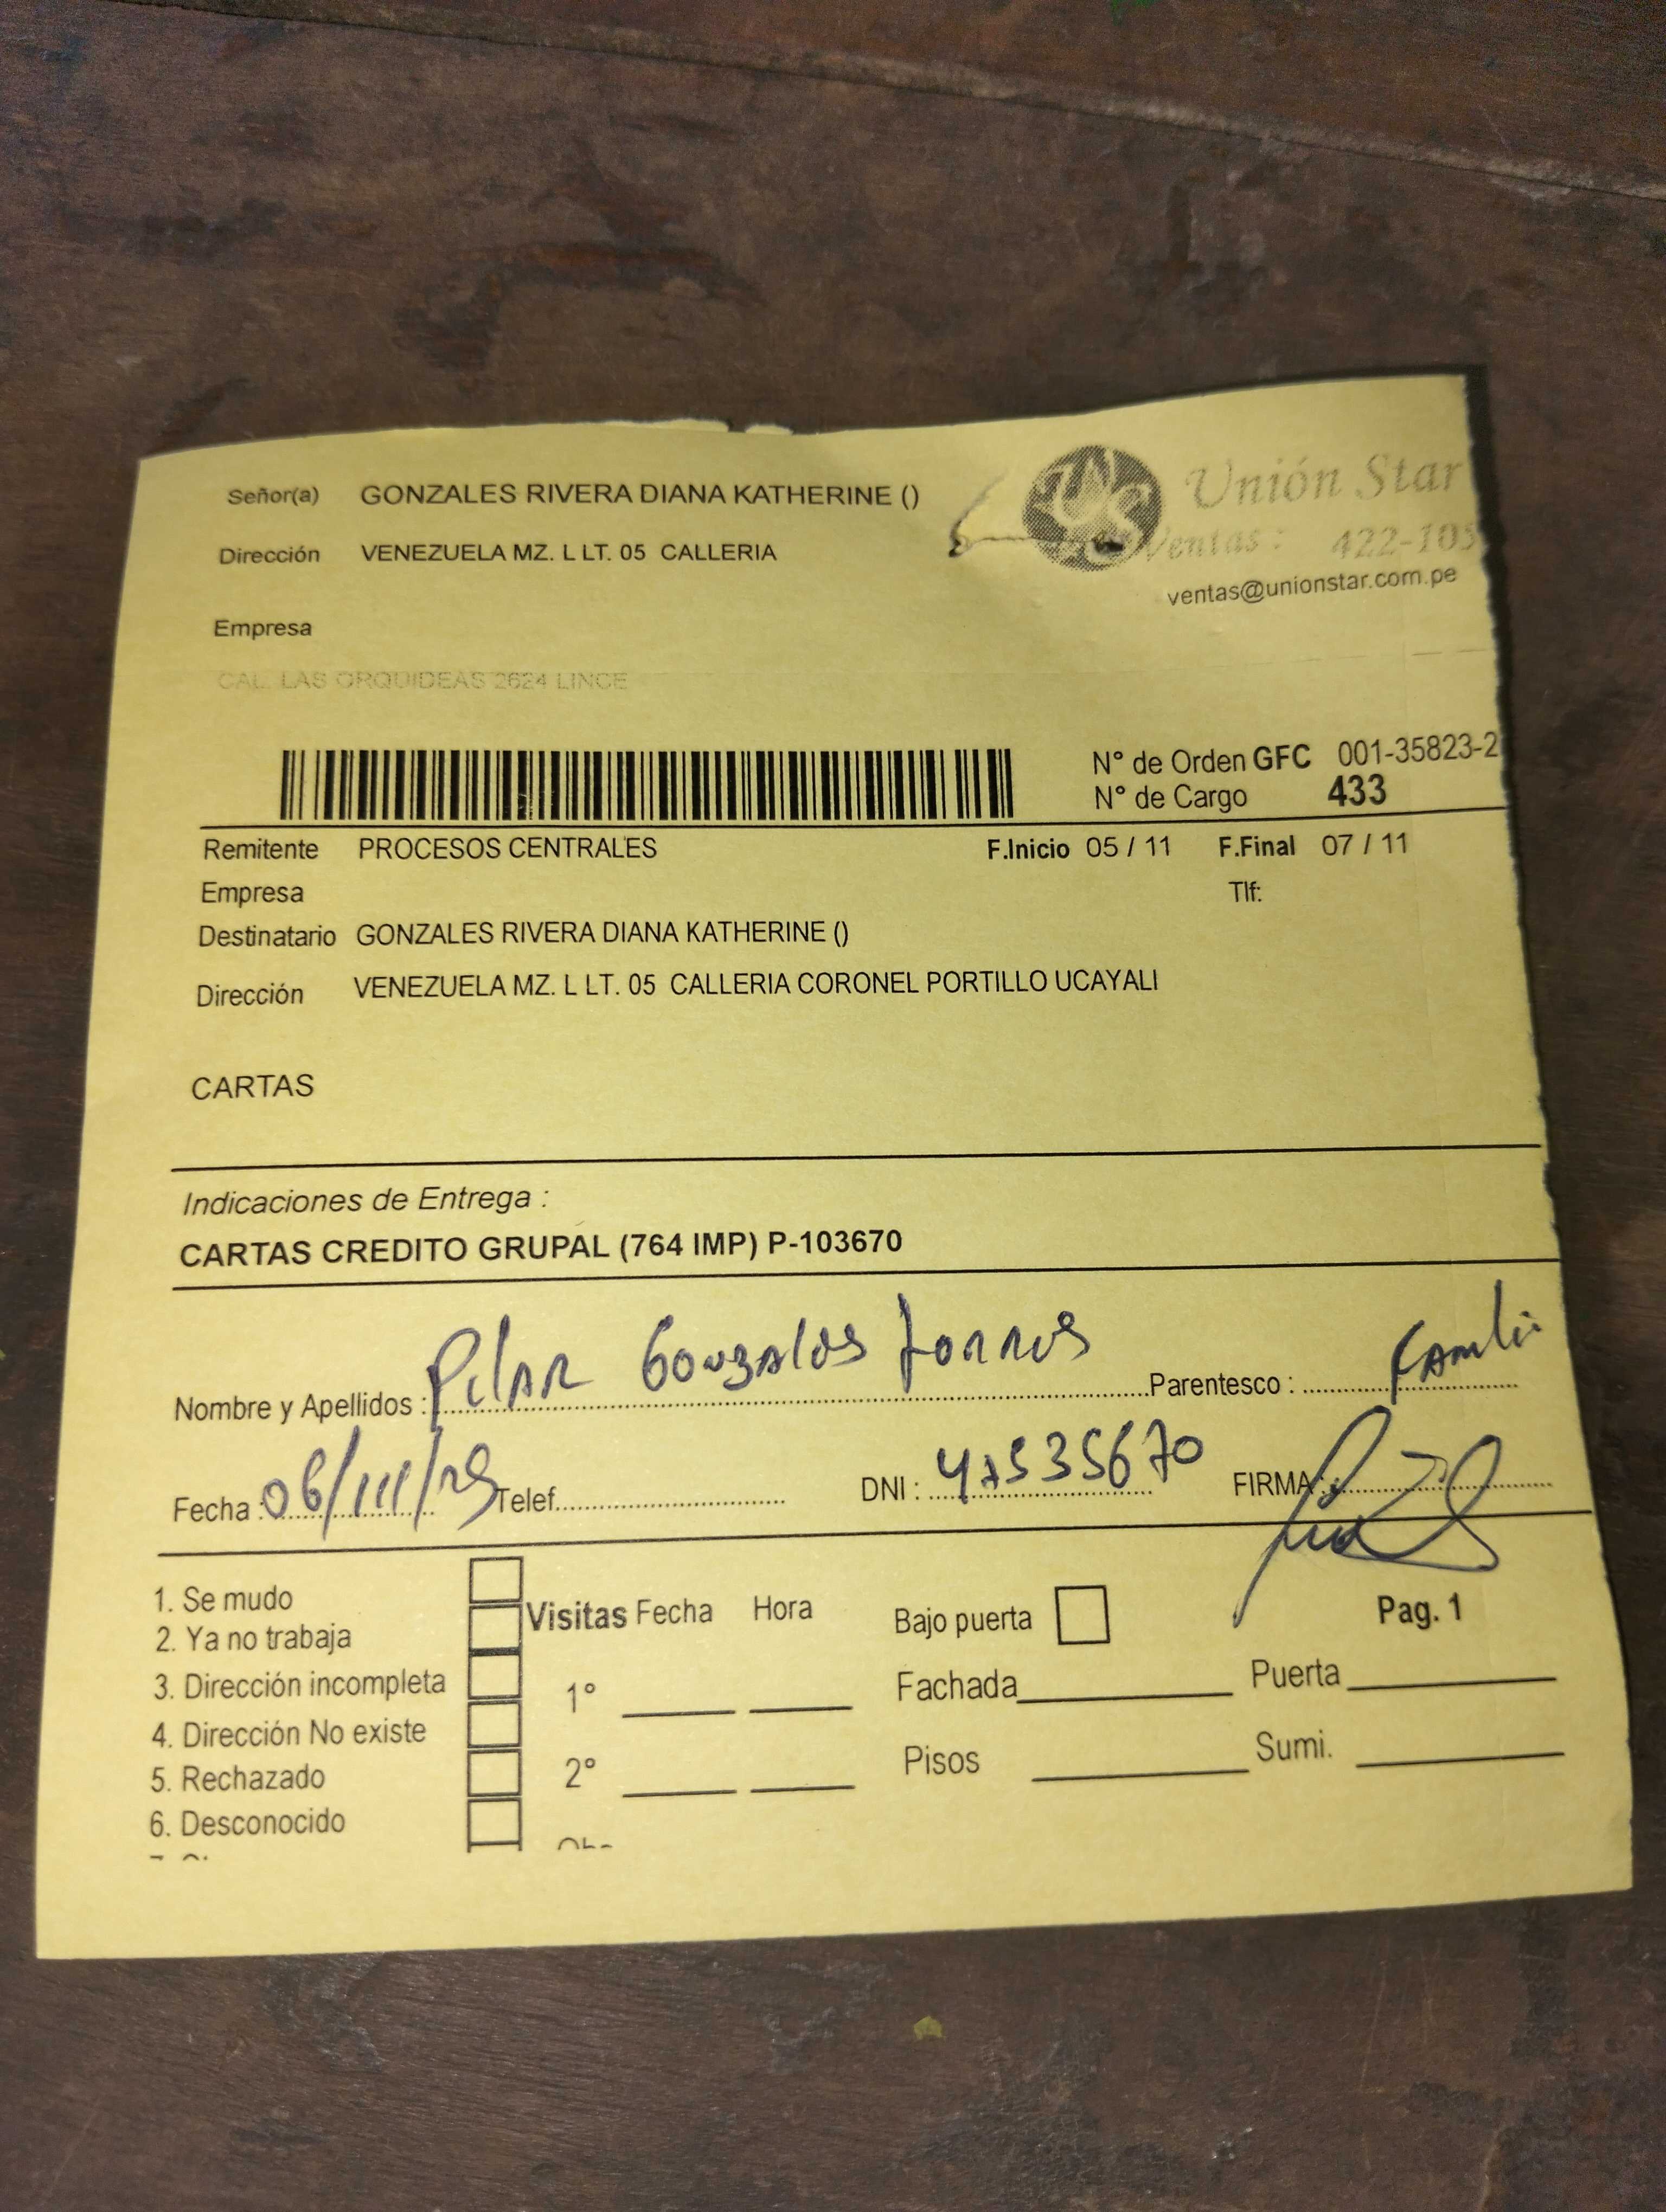 Señor(a) GONZALES RIVERA DIANA KATHERINE ()
Unión Star
Dirección VENEZUELA MZ. L LT. 05 CALLERIA
Ventas: 422-105
ventas@unionstar.com.pe
Empresa
CAL. LAS ORQUIDEAS 2624 LINCE
N° de Orden GFC 001-35823-2
N° de Cargo 433
Remitente PROCESOS CENTRALES F.Inicio 05 / 11 F.Final 07 / 11
Empresa Tlf:
Destinatario GONZALES RIVERA DIANA KATHERINE ()
Dirección VENEZUELA MZ. L LT. 05 CALLERIA CORONEL PORTILLO UCAYALI
CARTAS
Indicaciones de Entrega :
CARTAS CREDITO GRUPAL (764 IMP) P-103670
Nombre y Apellidos : Pilar Gonzales Torres Parentesco :
Fecha : Telef. DNI : FIRMA :
1. Se mudo
2. Ya no trabaja
3. Dirección incompleta
4. Dirección No existe
5. Rechazado
6. Desconocido
Visitas Fecha Hora
1°
2°
Bajo puerta Pag. 1
Fachada Puerta
Pisos Sumi.